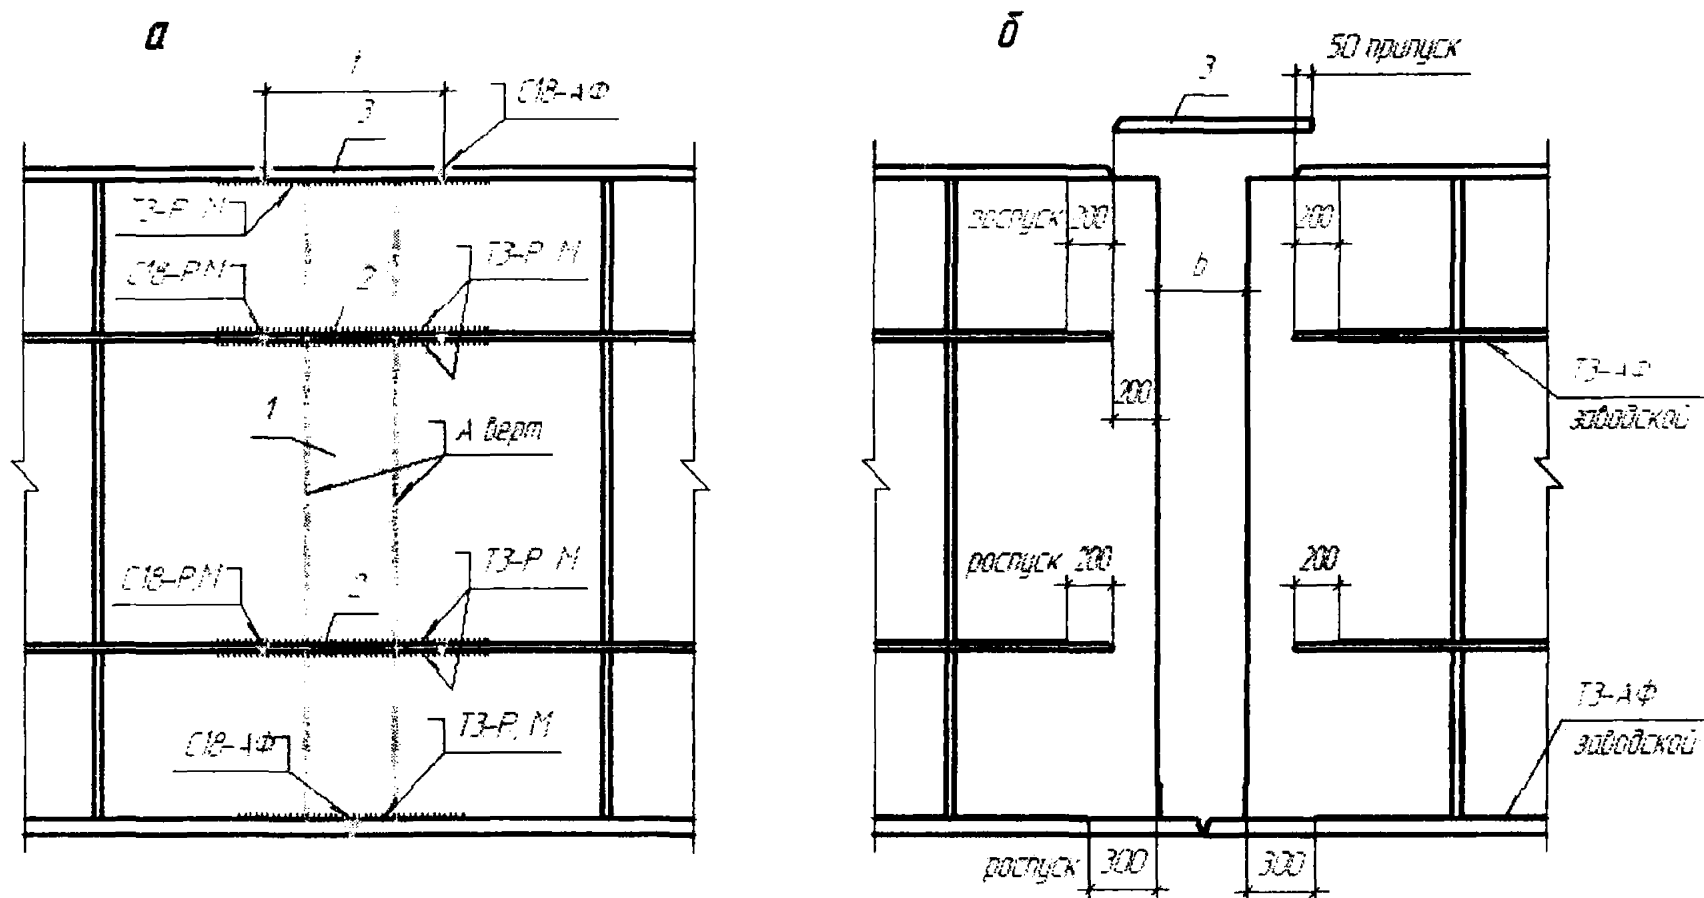 а
1
С18-АФ
3
Т3-Р, М
С18-Р,М
2
Т3-Р, М
1
А верт
С18-Р,М
2
Т3-Р, М
С18-АФ
Т3-Р, М
б
3
50 припуск
роспуск 200
200
b
200
Т3-АФ
заводской
роспуск 200
200
Т3-АФ
заводской
роспуск 300
300